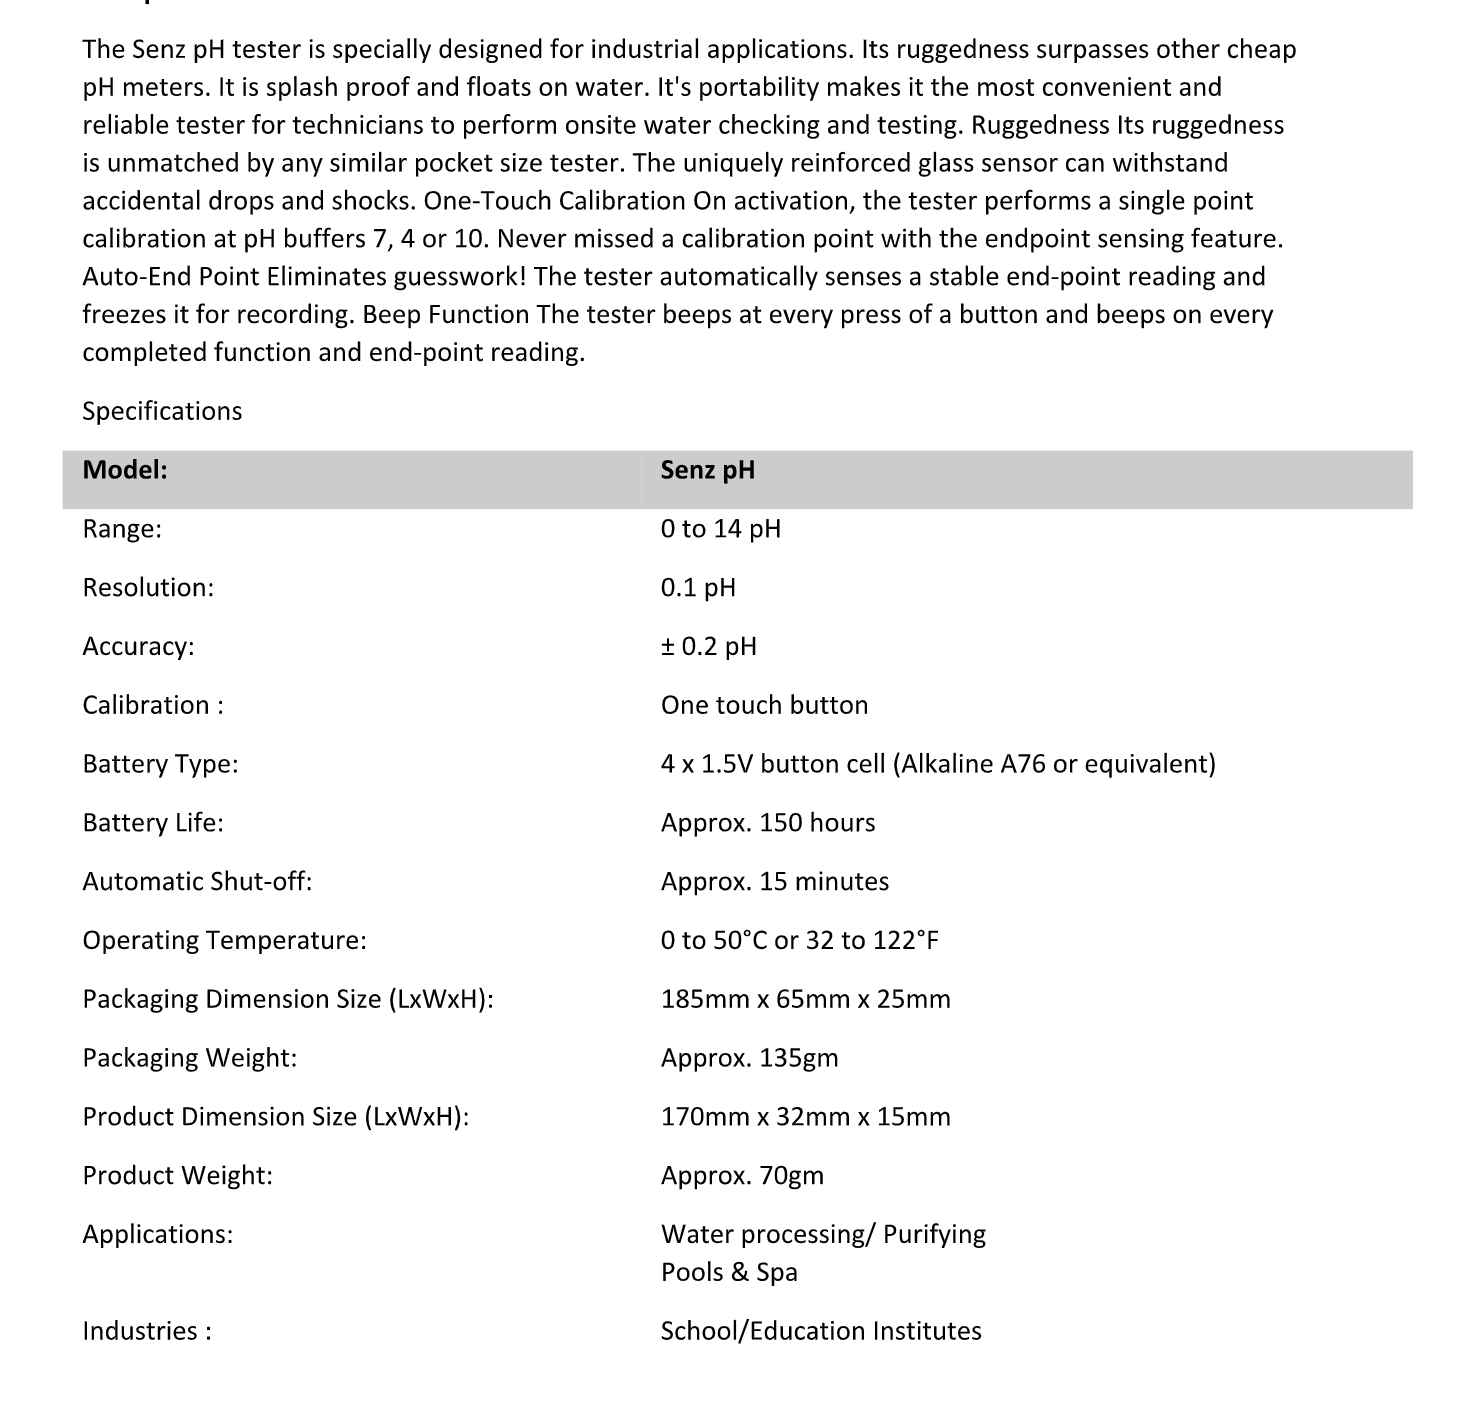 The Senz pH tester is specially designed for industrial applications. Its ruggedness surpasses other cheap
pH meters. It is splash proof and floats on water. It's portability makes it the most convenient and
reliable tester for technicians to perform onsite water checking and testing. Ruggedness Its ruggedness
is unmatched by any similar pocket size tester. The uniquely reinforced glass sensor can withstand
accidental drops and shocks. One-Touch Calibration On activation, the tester performs a single point
calibration at pH buffers 7, 4 or 10. Never missed a calibration point with the endpoint sensing feature.
Auto-End Point Eliminates guesswork! The tester automatically senses a stable end-point reading and
freezes it for recording. Beep Function The tester beeps at every press of a button and beeps on every
completed function and end-point reading.
Specifications
Model: Senz pH
Range: 0 to 14 pH
Resolution: 0.1 pH
Accuracy: ± 0.2 pH
Calibration : One touch button
Battery Type: 4 x 1.5V button cell (Alkaline A76 or equivalent)
Battery Life: Approx. 150 hours
Automatic Shut-off: Approx. 15 minutes
Operating Temperature: 0 to 50°C or 32 to 122°F
Packaging Dimension Size (LxWxH): 185mm x 65mm x 25mm
Packaging Weight: Approx. 135gm
Product Dimension Size (LxWxH): 170mm x 32mm x 15mm
Product Weight: Approx. 70gm
Applications: Water processing/ Purifying
Pools & Spa
Industries : School/Education Institutes